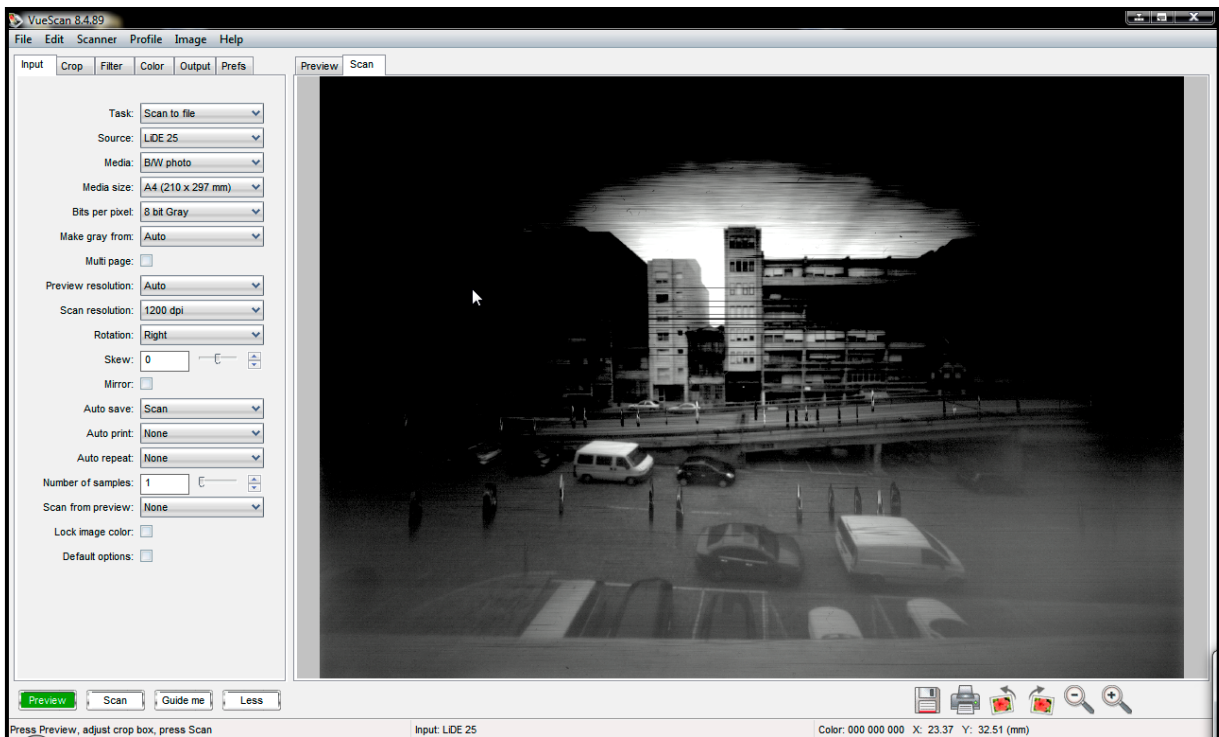 VueScan 8.4.89
File Edit Scanner Profile Image Help
Input Crop Filter Color Output Prefs
Preview Scan
Task: Scan to file
Source: LiDE 25
Media: B/W photo
Media size: A4 (210 x 297 mm)
Bits per pixel: 8 bit Gray
Make gray from: Auto
Multi page:
Preview resolution: Auto
Scan resolution: 1200 dpi
Rotation: Right
Skew: 0
Mirror:
Auto save: Scan
Auto print: None
Auto repeat: None
Number of samples: 1
Scan from preview: None
Lock image color:
Default options:
Preview Scan Guide me Less
Press Preview, adjust crop box, press Scan Input: LiDE 25 Color: 000 000 000 X: 23.37 Y: 32.51 (mm)